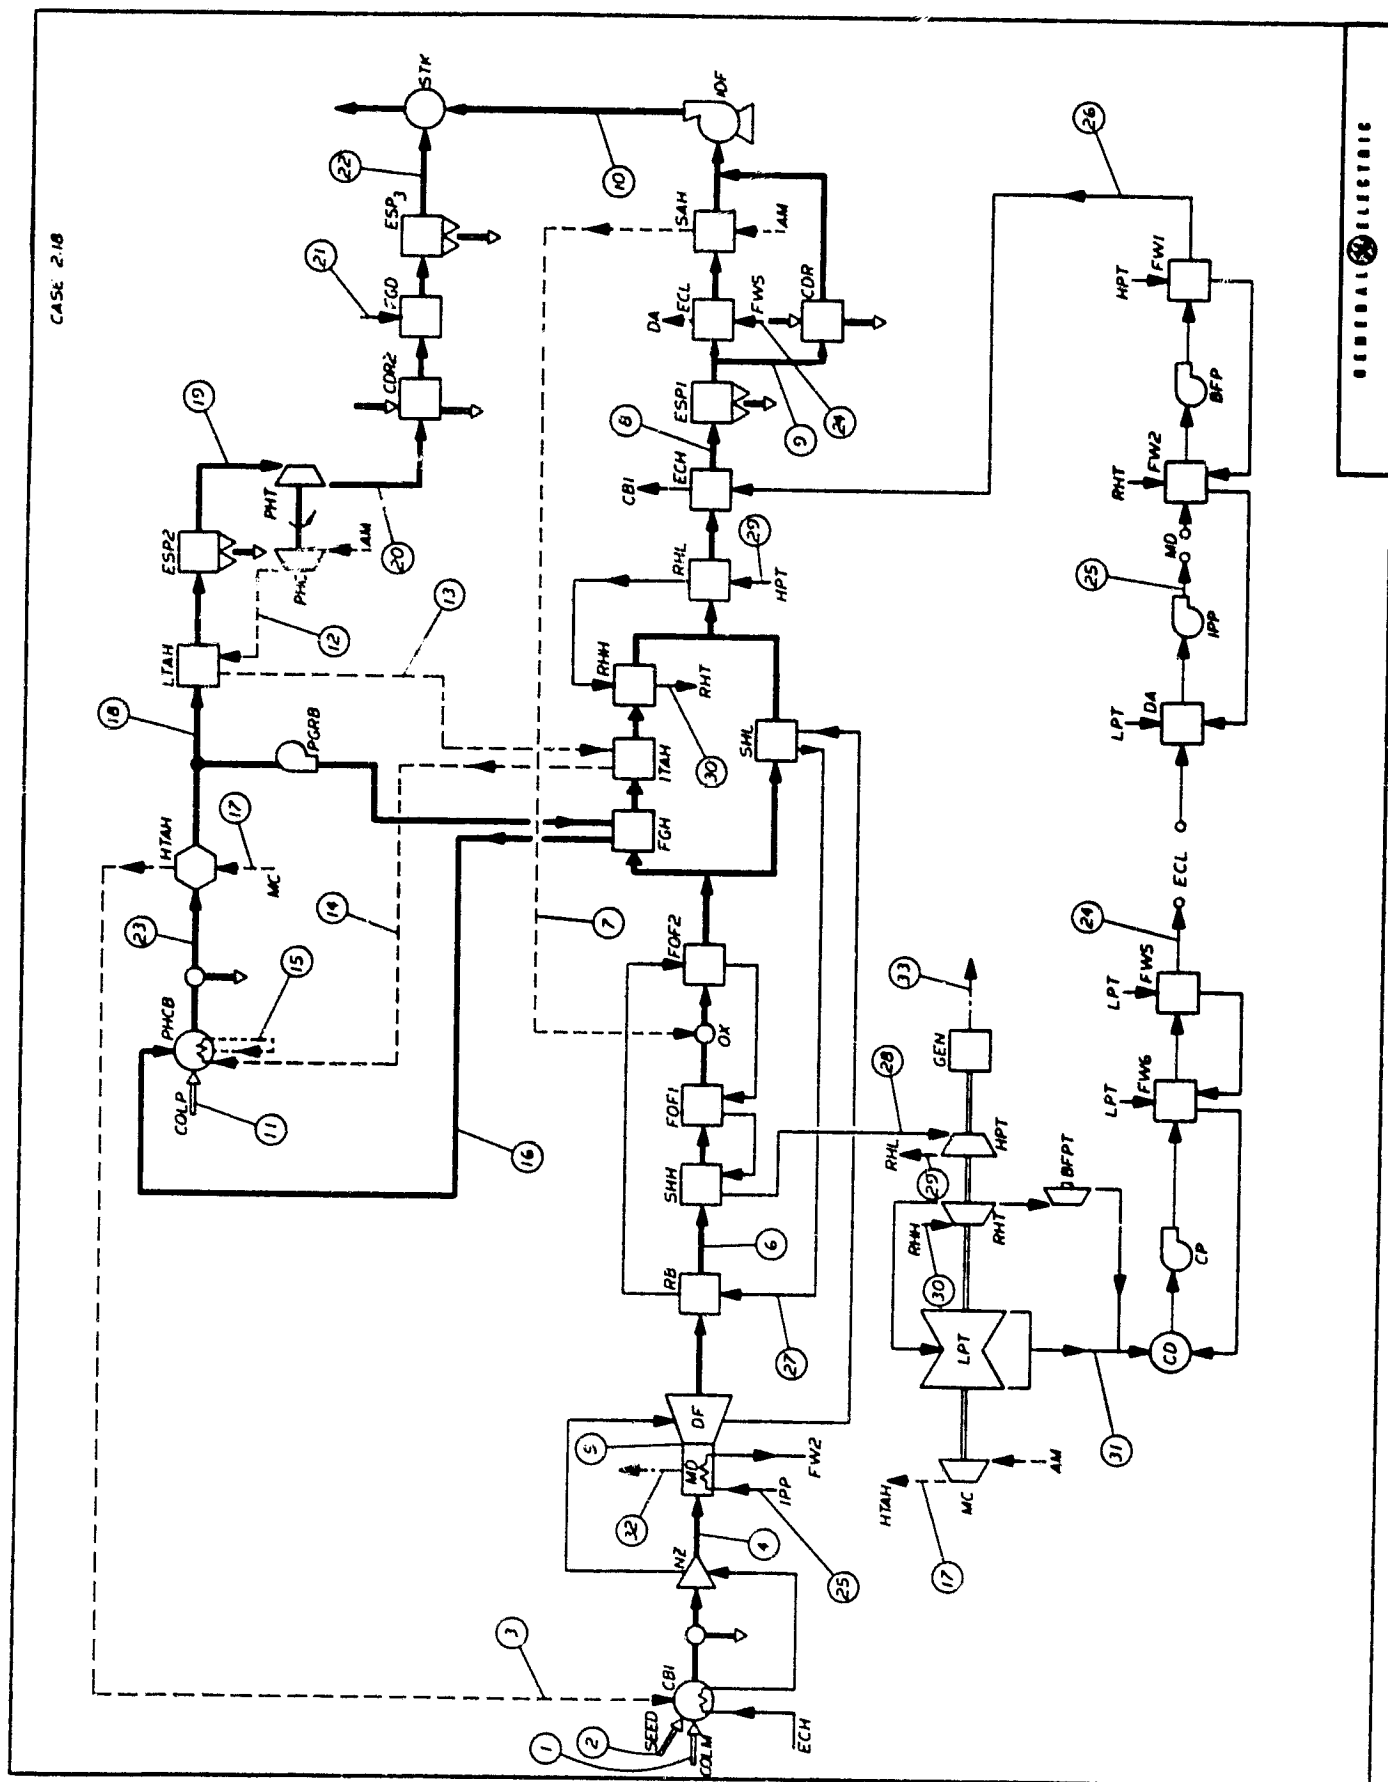 CASE 2.18
GENERAL ELECTRIC
COLP
11
PHCB
15
23
HTAH
17
MC
14
16
18
PGRB
LTAH
12
13
ESP2
PHC
PHT
AM
19
20
CDR2
FGD
21
ESP3
22
STK
10
IDF
1
COLM
2
SEED
3
CB1
ECH
NZ
4
32
MD
5
DF
IPP
25
FW2
RB
27
6
SHH
FOF1
OX
FOF2
7
FGH
ITAH
RHH
30
RHT
SHL
RHL
29
HPT
CB1
ECH
8
ESP1
9
24
DA
ECL
FWS
CDR
SAH
AM
HTAH
17
MC
AM
LPT
30
RHH
RHT
29
RHL
HPT
28
GEN
33
BFPT
31
CD
CP
LPT
FW6
LPT
FW5
24
ECL
LPT
DA
IPP
25
MD
RHT
FW2
BFP
HPT
FW1
26